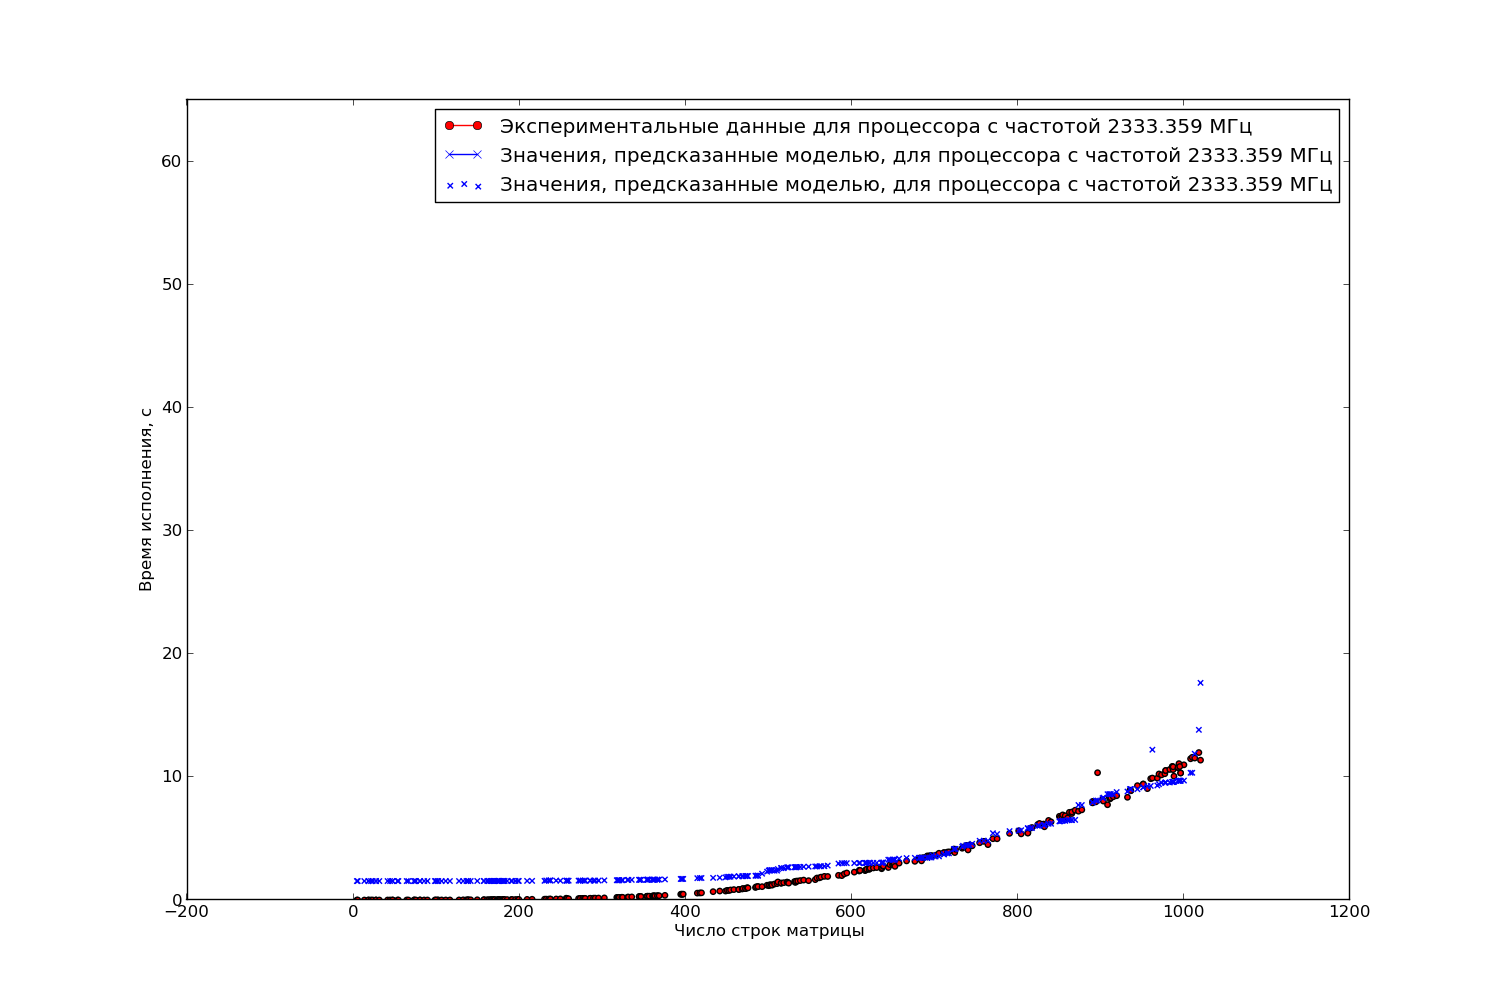 Экспериментальные данные для процессора с частотой 2333.359 МГц
Значения, предсказанные моделью, для процессора с частотой 2333.359 МГц
Значения, предсказанные моделью, для процессора с частотой 2333.359 МГц
60
50
40
30
20
10
0
Время исполнения, с
−200 0 200 400 600 800 1000 1200
Число строк матрицы